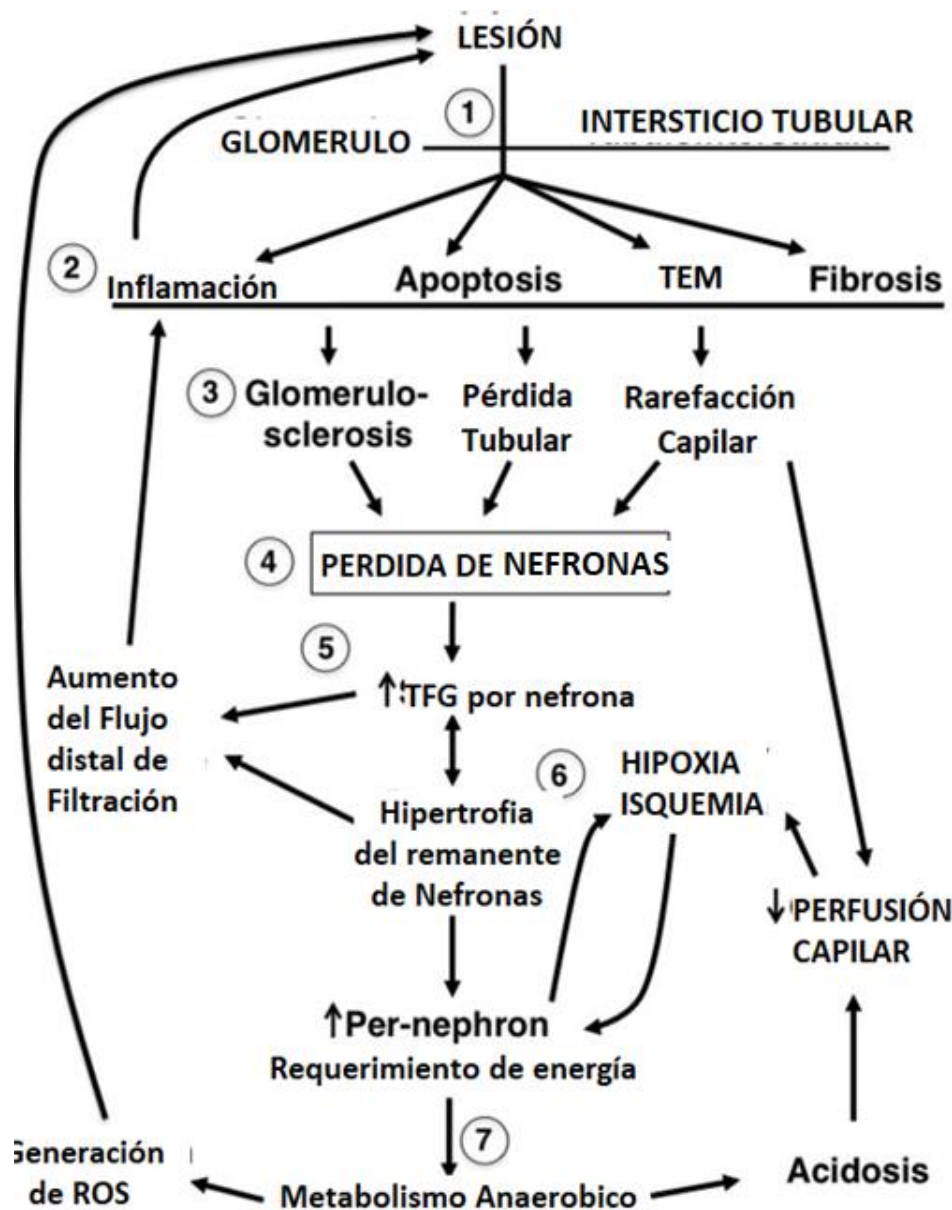 LESIÓN
1
GLOMERULO
INTERSTICIO TUBULAR
2
Inflamación
Apoptosis
TEM
Fibrosis
3
Glomerulo-
sclerosis
Pérdida
Tubular
Rarefacción
Capilar
4
PERDIDA DE NEFRONAS
5
↑TFG por nefrona
Aumento
del Flujo
distal de
Filtración
6
HIPOXIA
ISQUEMIA
Hipertrofia
del remanente
de Nefronas
↓PERFUSIÓN
CAPILAR
↑Per-nephron
Requerimiento de energía
7
Generación
de ROS
Metabolismo Anaerobico
Acidosis